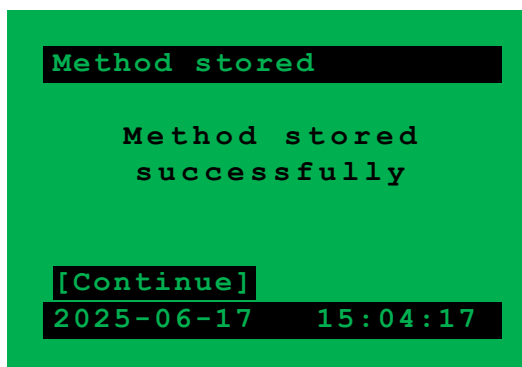 Method stored
Method stored
successfully
[Continue]
2025-06-17 15:04:17